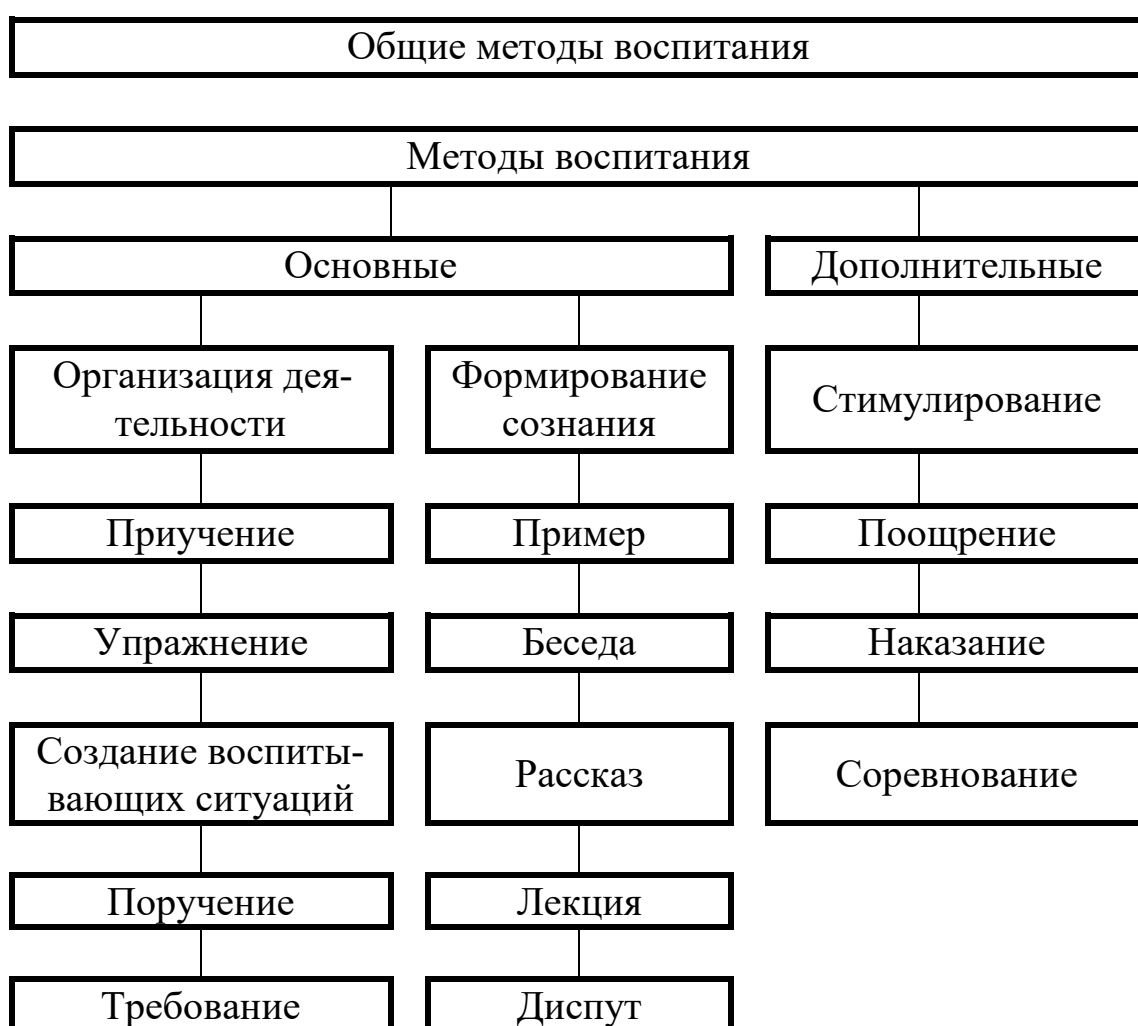 Общие методы воспитания
Методы воспитания
Основные
Дополнительные
Организация дея-
тельности
Формирование
сознания
Стимулирование
Приучение
Пример
Поощрение
Упражнение
Беседа
Наказание
Создание воспиты-
вающих ситуаций
Рассказ
Соревнование
Поручение
Лекция
Требование
Диспут